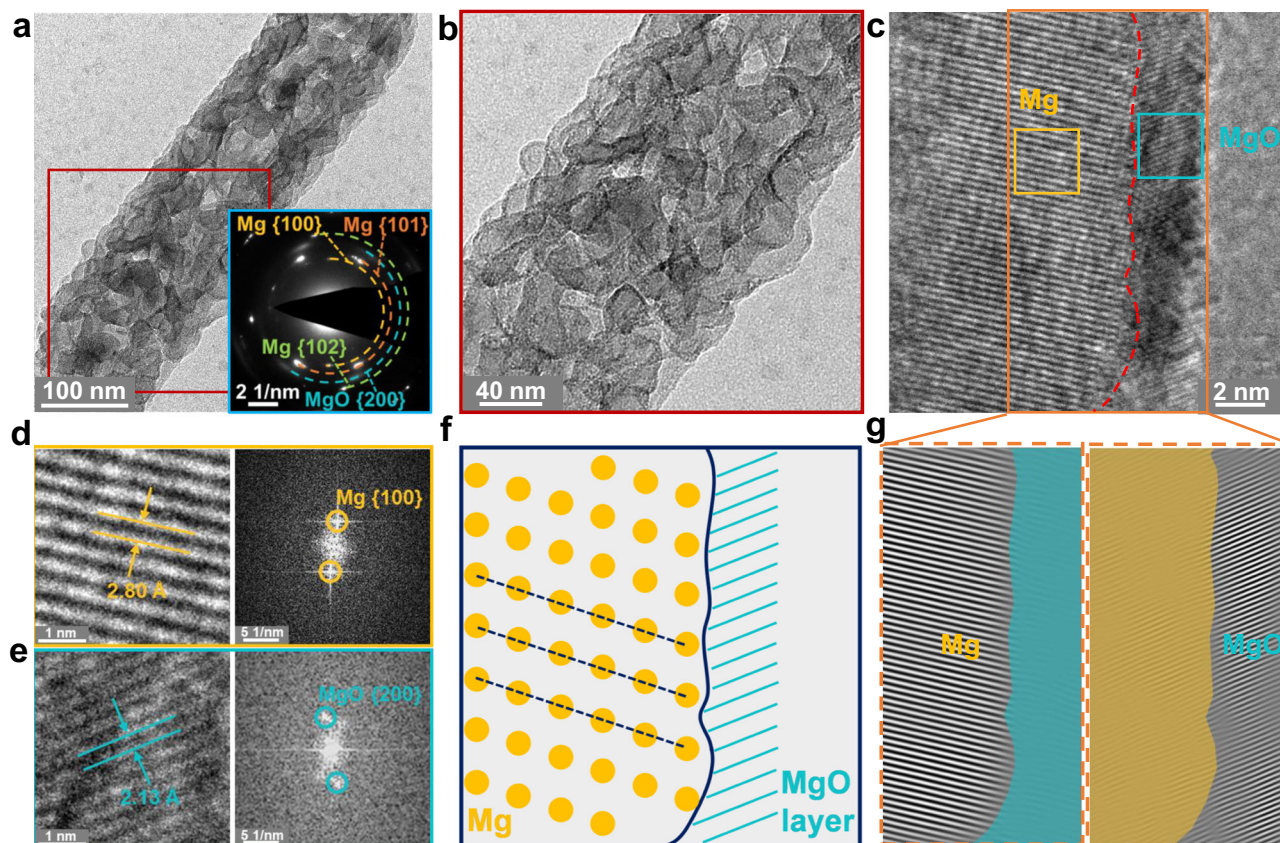 a
Mg {100}
Mg {101}
Mg {102}
MgO {200}
2 1/nm
100 nm
b
40 nm
c
Mg
MgO
2 nm
d
2.80 Å
1 nm
Mg {100}
5 1/nm
e
2.13 Å
1 nm
MgO {200}
5 1/nm
f
Mg
MgO
layer
g
Mg
MgO